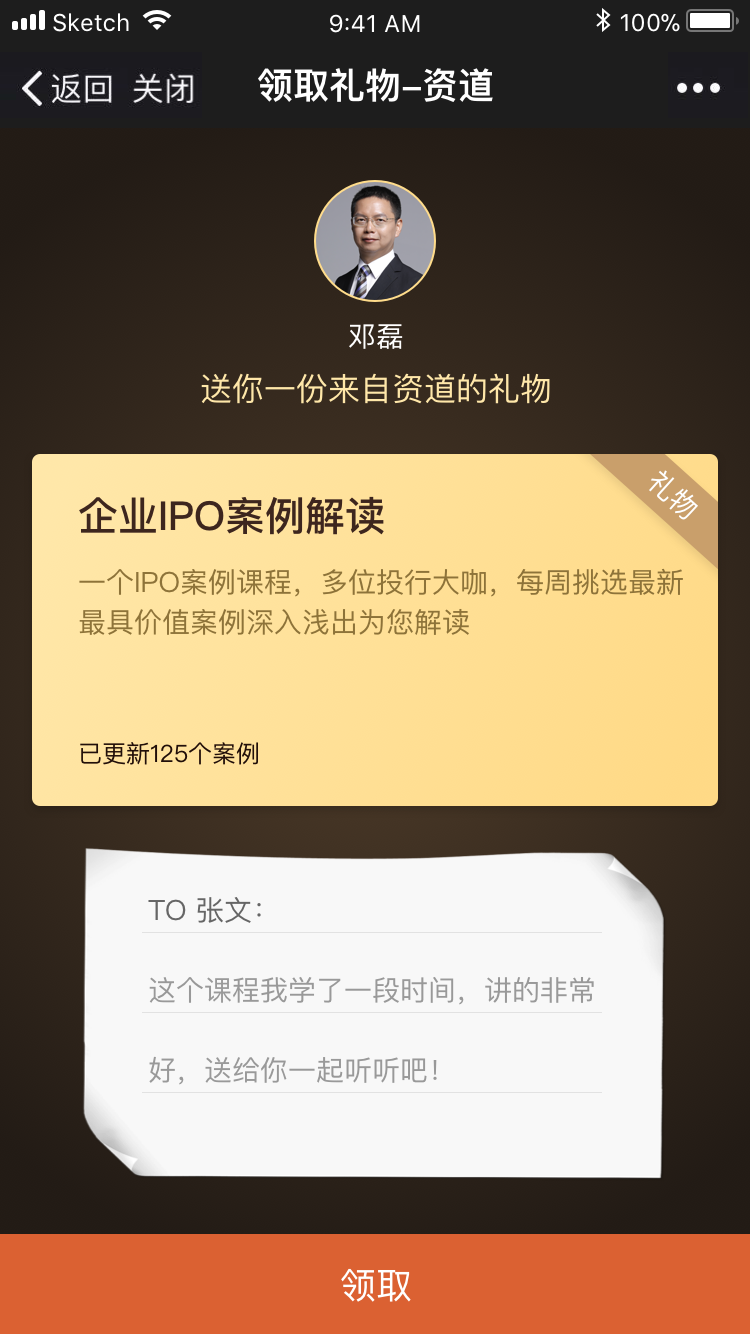 Sketch 9:41 AM 100%
返回 关闭 领取礼物–资道
邓磊
送你一份来自资道的礼物
礼物
企业IPO案例解读
一个IPO案例课程，多位投行大咖，每周挑选最新
最具价值案例深入浅出为您解读
已更新125个案例
TO 张文：
这个课程我学了一段时间，讲的非常
好，送给你一起听听吧！
领取